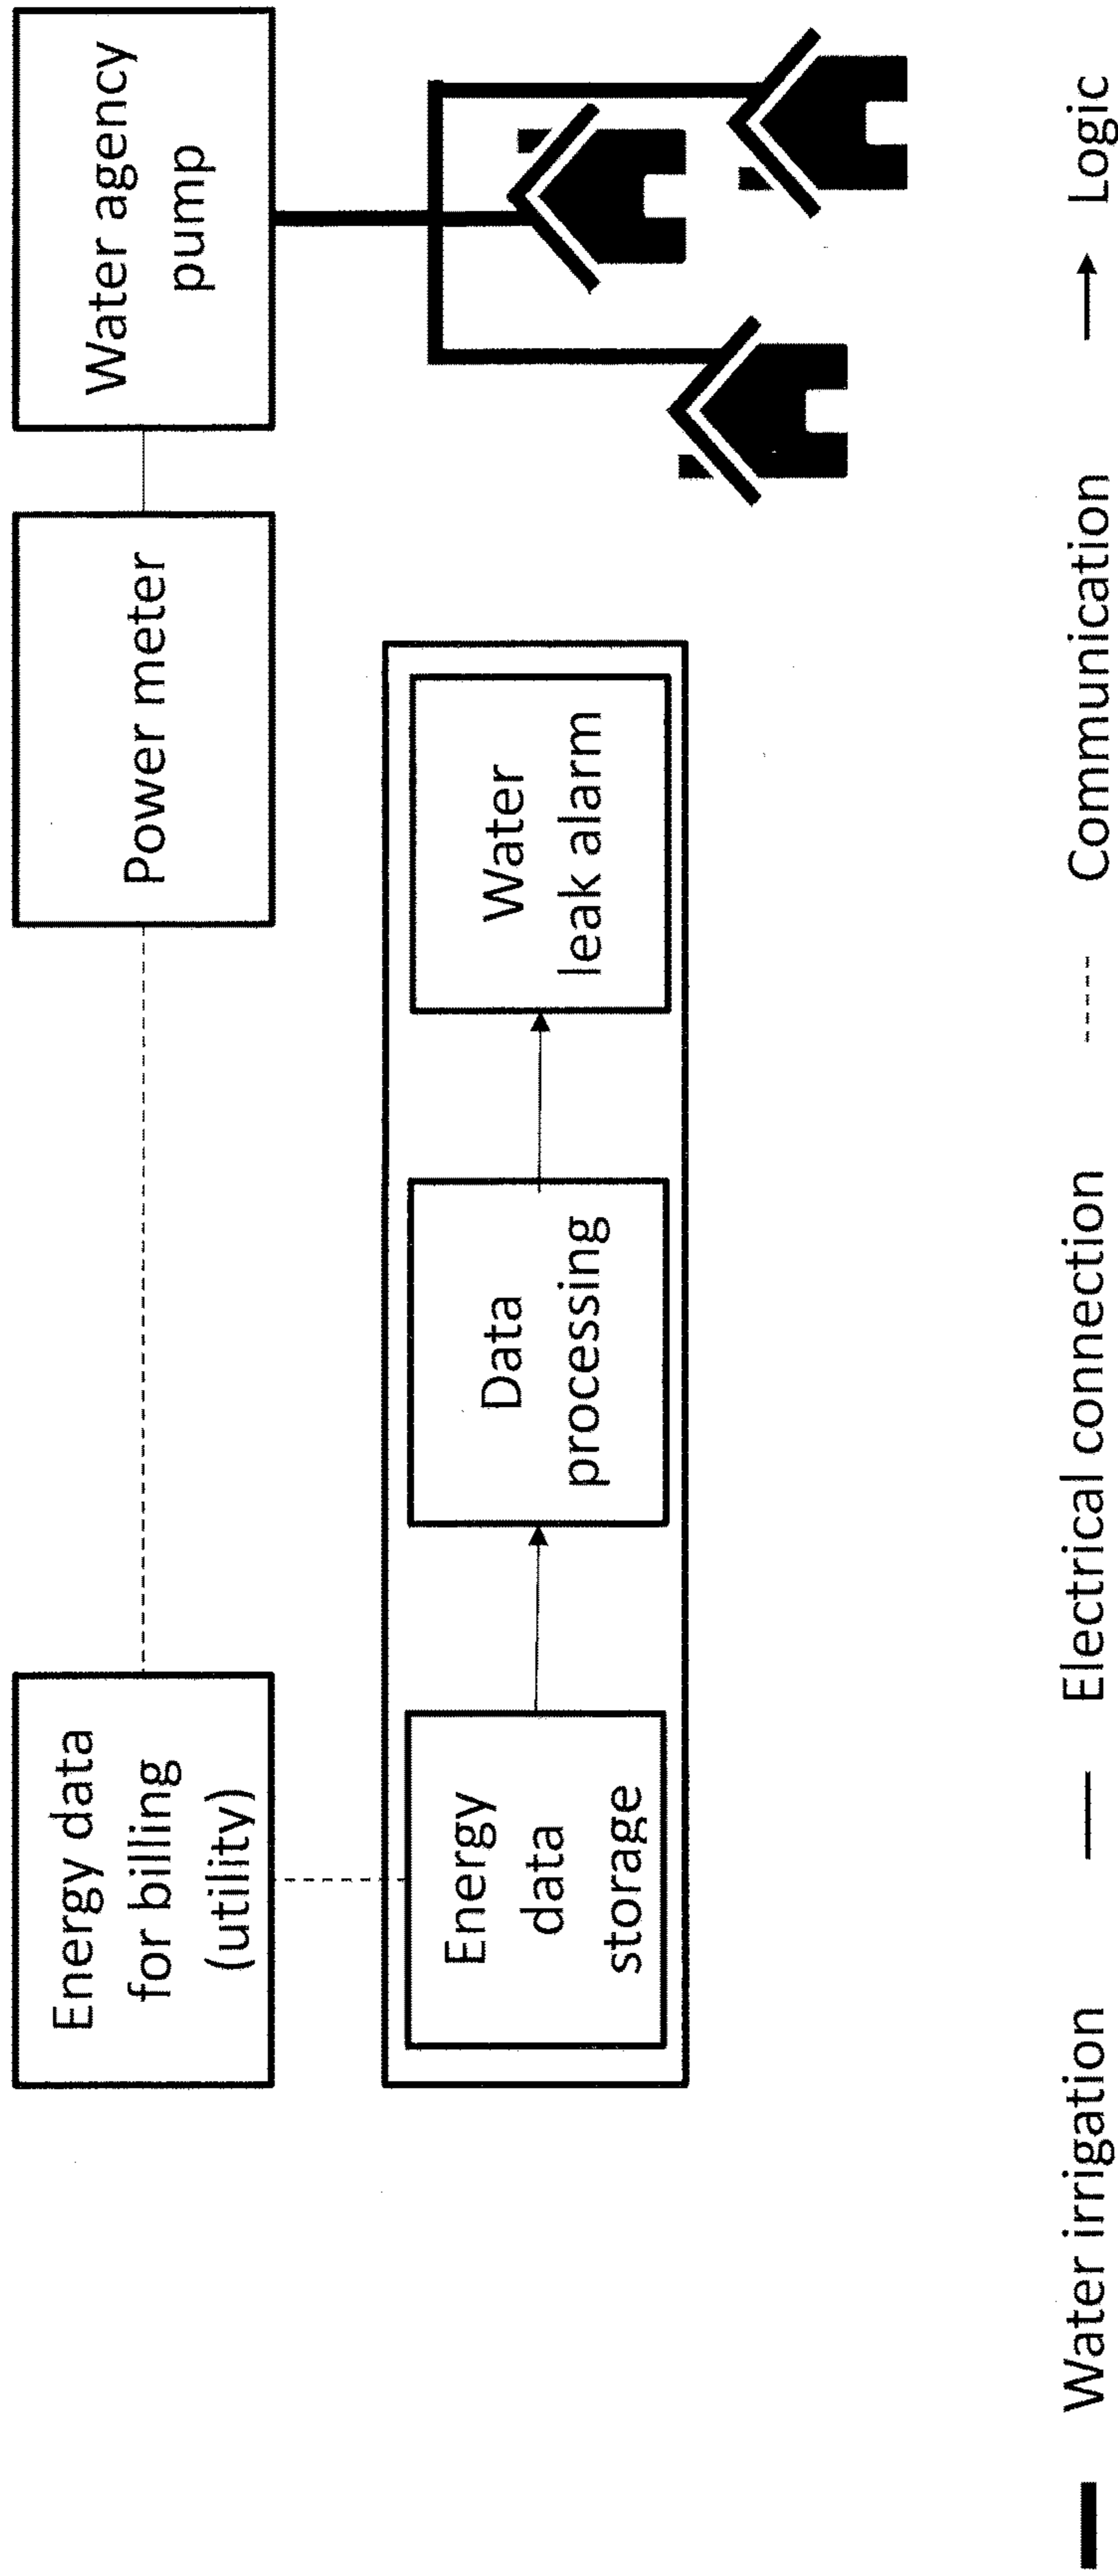 Energy data
for billing
(utility)
Power meter
Water agency
pump
Energy
data
storage
Data
processing
Water
leak alarm
Water irrigation
Electrical connection
Communication
Logic